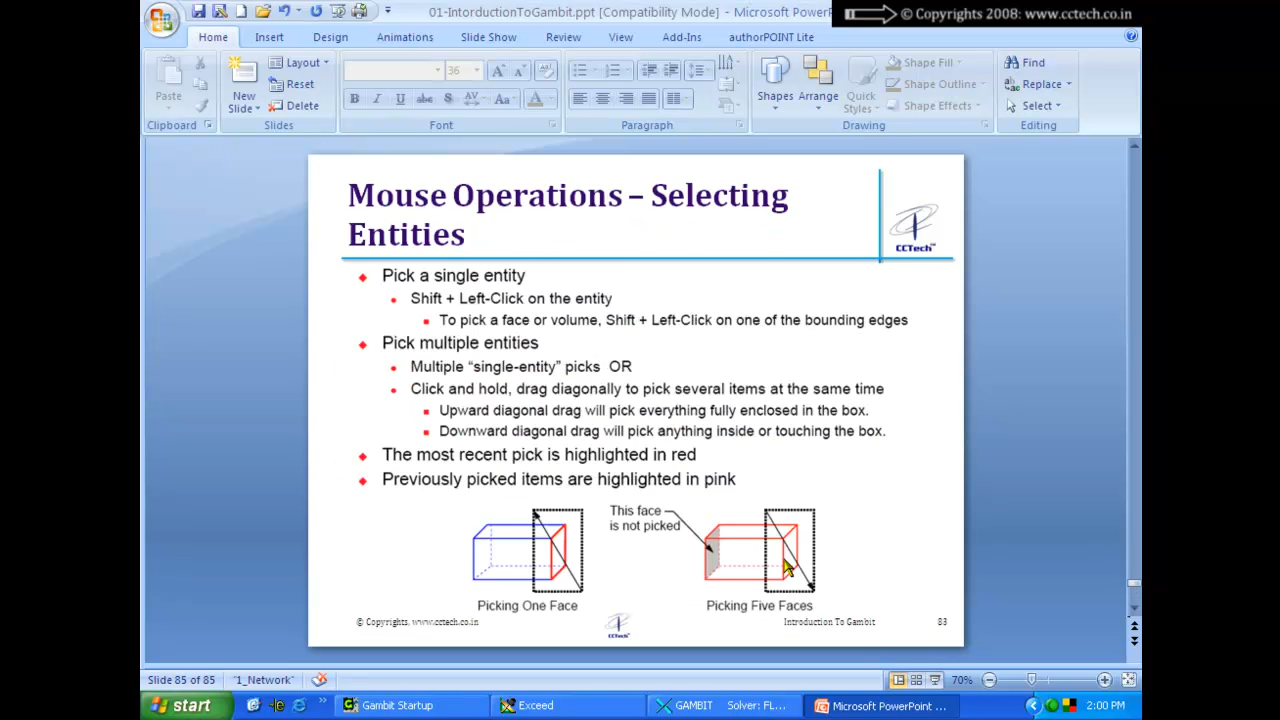 01-IntorductionToGambit.ppt [Compatibility Mode] - Microsoft PowerP
© Copyrights 2008: www.cctech.co.in
Home Insert Design Animations Slide Show Review View Add-Ins authorPOINT Lite
Paste
Clipboard
New Slide
Layout
Reset
Delete
Slides
36
B I U abc S AV Aa A
Font
Paragraph
Shapes
Arrange
Quick Styles
Shape Fill
Shape Outline
Shape Effects
Drawing
Find
Replace
Select
Editing
Mouse Operations – Selecting
Entities
CCTech™
Pick a single entity
Shift + Left-Click on the entity
To pick a face or volume, Shift + Left-Click on one of the bounding edges
Pick multiple entities
Multiple “single-entity” picks OR
Click and hold, drag diagonally to pick several items at the same time
Upward diagonal drag will pick everything fully enclosed in the box.
Downward diagonal drag will pick anything inside or touching the box.
The most recent pick is highlighted in red
Previously picked items are highlighted in pink
This face
is not picked
Picking One Face
Picking Five Faces
© Copyrights, www.cctech.co.in
CCTech™
Introduction To Gambit
83
Slide 85 of 85 "1_Network" 70%
start Gambit Startup Exceed GAMBIT Solver: FL... Microsoft PowerPoint ... 2:00 PM